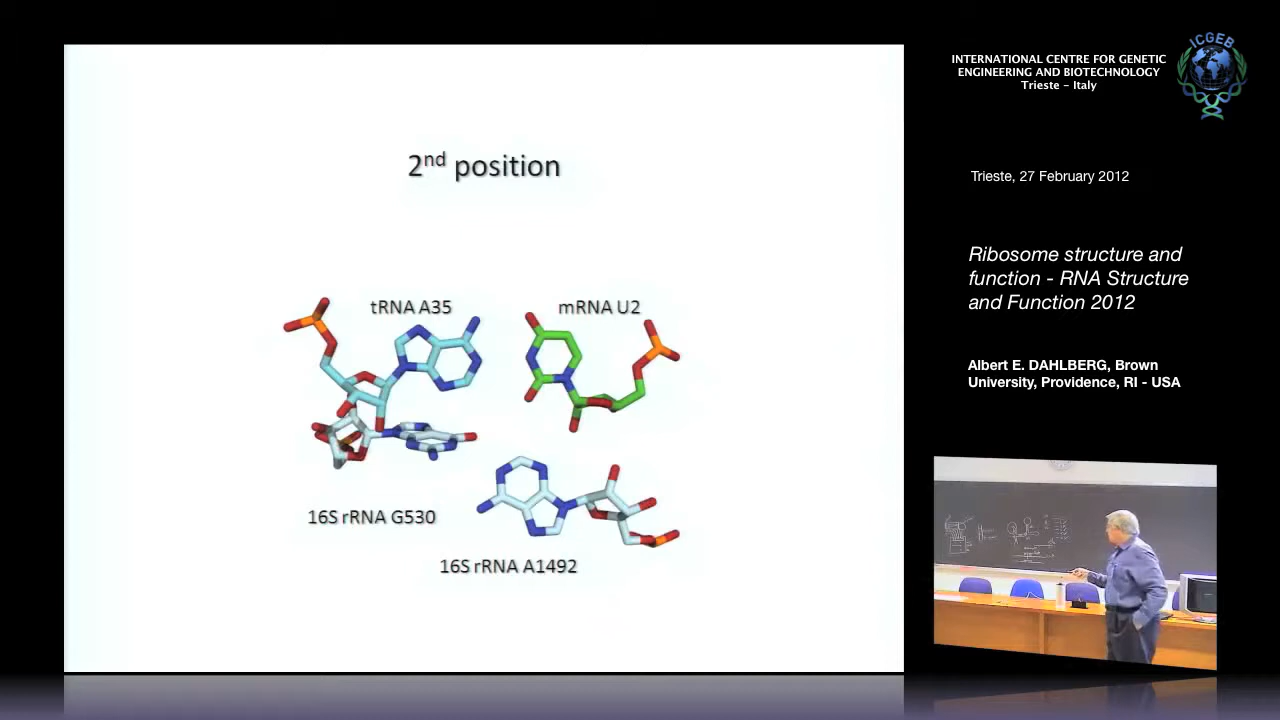 2nd position
tRNA A35
mRNA U2
16S rRNA G530
16S rRNA A1492
ICGEB
INTERNATIONAL CENTRE FOR GENETIC
ENGINEERING AND BIOTECHNOLOGY
Trieste - Italy
Trieste, 27 February 2012
Ribosome structure and
function - RNA Structure
and Function 2012
Albert E. DAHLBERG, Brown
University, Providence, RI - USA